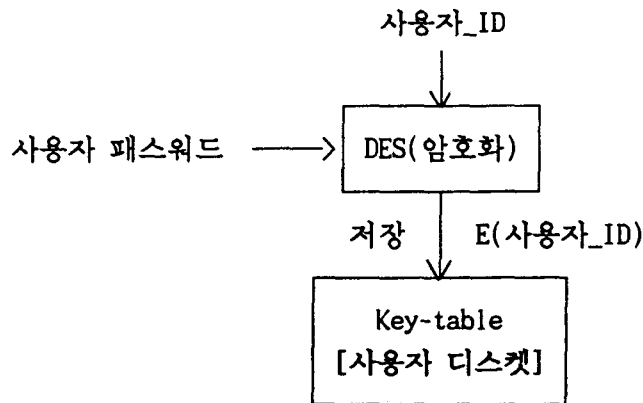 사용자_ID
사용자 패스워드
DES(암호화)
저장 E(사용자_ID)
Key-table
[사용자 디스켓]